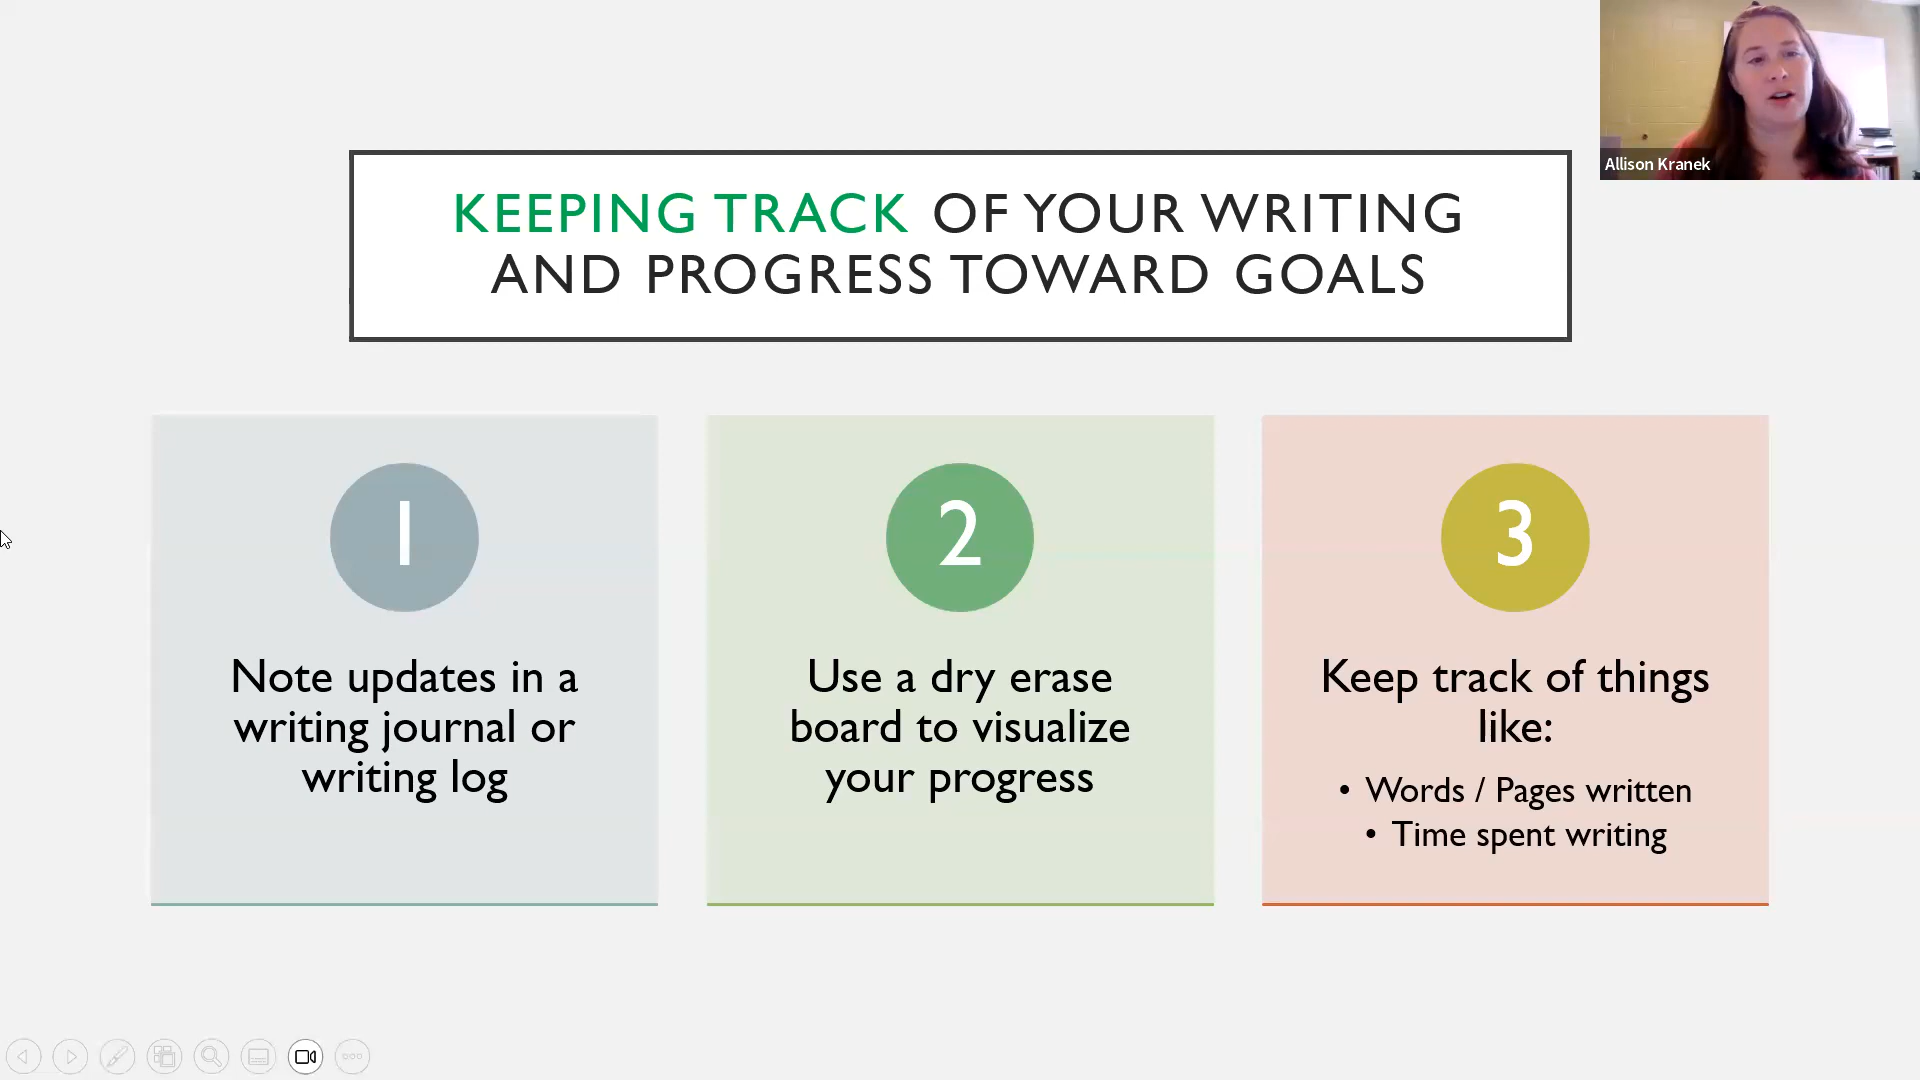 Allison Kranek
KEEPING TRACK OF YOUR WRITING
AND PROGRESS TOWARD GOALS
1
Note updates in a
writing journal or
writing log
2
Use a dry erase
board to visualize
your progress
3
Keep track of things
like:
• Words / Pages written
• Time spent writing